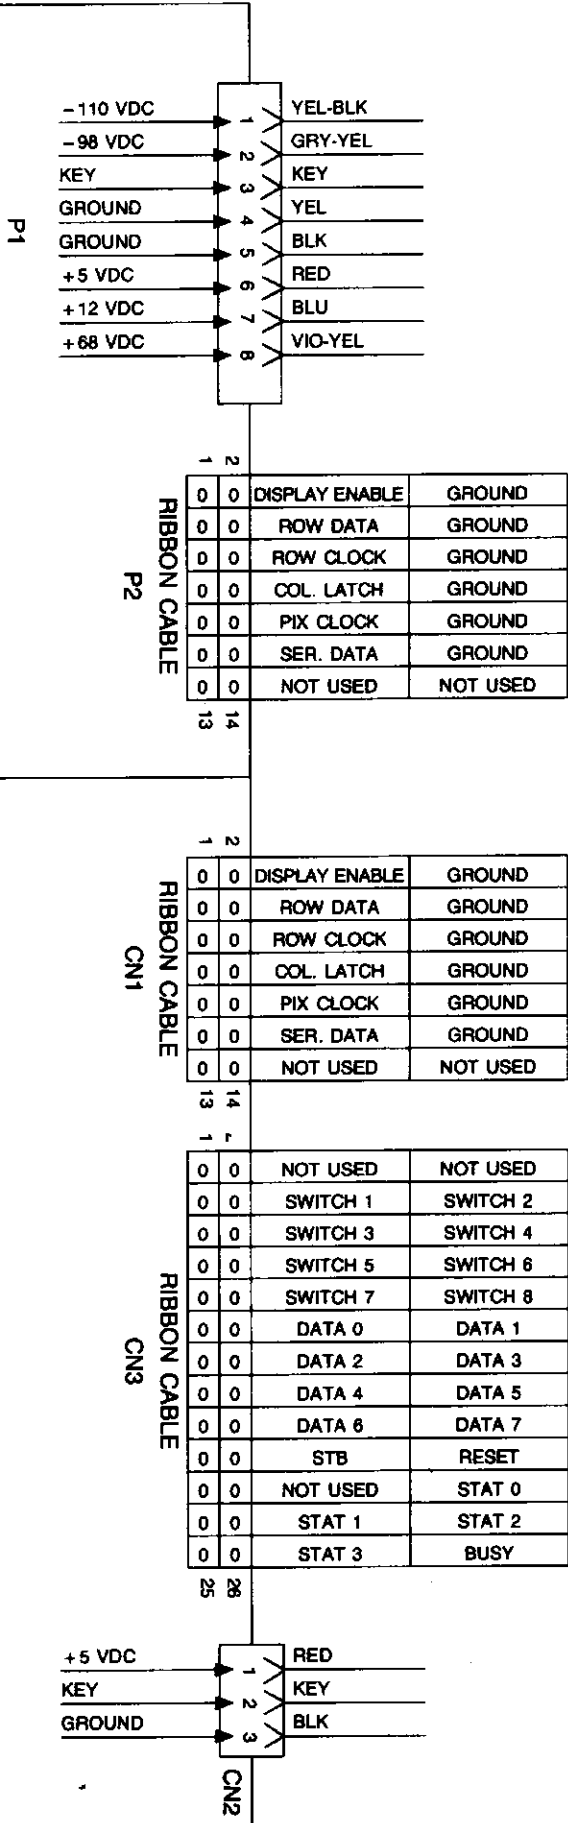 -110 VDC 1 YEL-BLK
-98 VDC 2 GRY-YEL
KEY 3 KEY
GROUND 4 YEL
GROUND 5 BLK
+5 VDC 6 RED
+12 VDC 7 BLU
+68 VDC 8 VIO-YEL
P1
1 2
0 0 DISPLAY ENABLE GROUND
0 0 ROW DATA GROUND
0 0 ROW CLOCK GROUND
0 0 COL. LATCH GROUND
0 0 PIX CLOCK GROUND
0 0 SER. DATA GROUND
0 0 NOT USED NOT USED
13 14
RIBBON CABLE
P2
1 2
0 0 DISPLAY ENABLE GROUND
0 0 ROW DATA GROUND
0 0 ROW CLOCK GROUND
0 0 COL. LATCH GROUND
0 0 PIX CLOCK GROUND
0 0 SER. DATA GROUND
0 0 NOT USED NOT USED
13 14
RIBBON CABLE
CN1
1
0 0 NOT USED NOT USED
0 0 SWITCH 1 SWITCH 2
0 0 SWITCH 3 SWITCH 4
0 0 SWITCH 5 SWITCH 6
0 0 SWITCH 7 SWITCH 8
0 0 DATA 0 DATA 1
0 0 DATA 2 DATA 3
0 0 DATA 4 DATA 5
0 0 DATA 6 DATA 7
0 0 STB RESET
0 0 NOT USED STAT 0
0 0 STAT 1 STAT 2
0 0 STAT 3 BUSY
25 26
RIBBON CABLE
CN3
+5 VDC 1 RED
KEY 2 KEY
GROUND 3 BLK
CN2